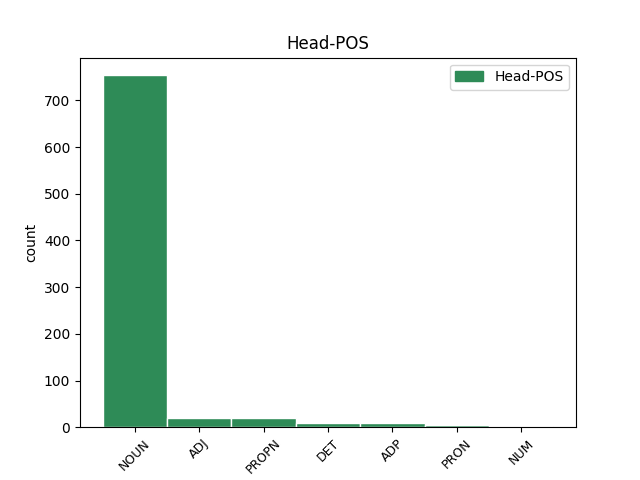 Head-POS
Head-POS
700
600
500
400
300
200
100
0
count
NOUN
ADJ
PROPN
DET
ADP
PRON
NUM